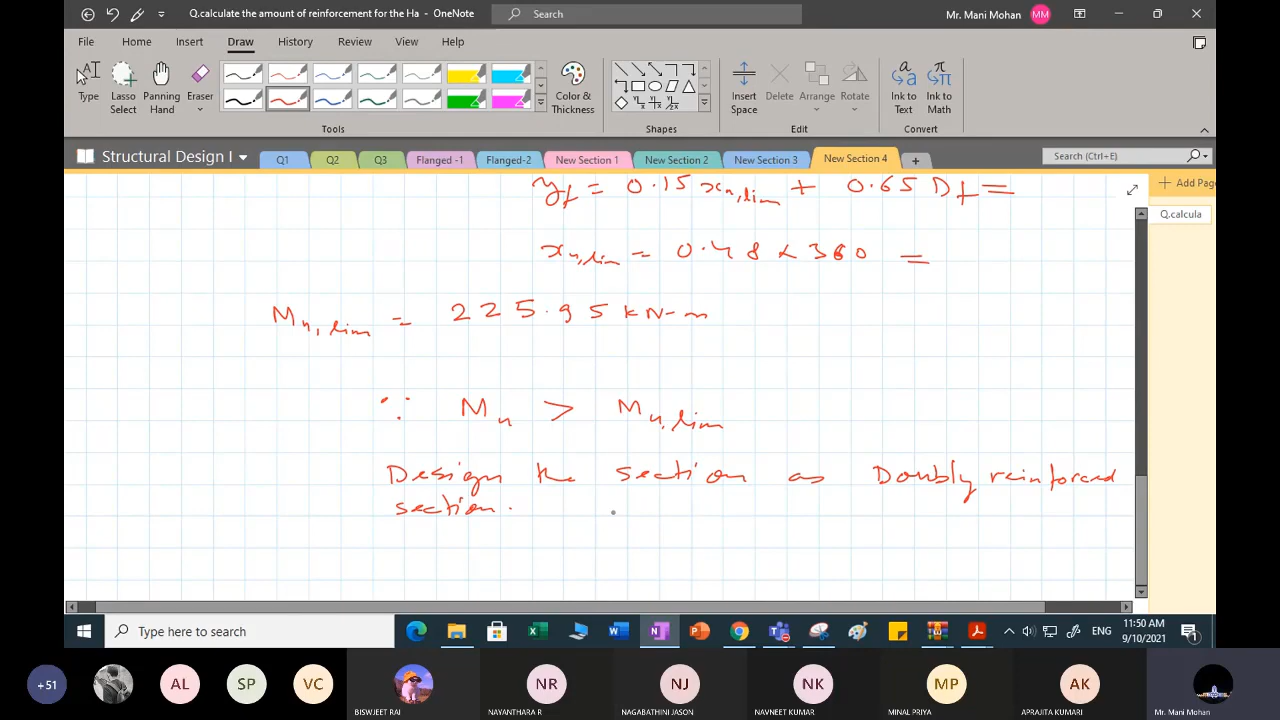 Q.calculate the amount of reinforcement for the Ha - OneNote
Search
Mr. Mani Mohan MM
File Home Insert Draw History Review View Help
Type Lasso Select Panning Hand Eraser Color & Thickness Insert Space Delete Arrange Rotate Ink to Text Ink to Math
Tools Shapes Edit Convert
Structural Design I Q1 Q2 Q3 Flanged -1 Flanged-2 New Section 1 New Section 2 New Section 3 New Section 4 Search (Ctrl+E)
Add Page
Q.calcula
yf = 0.15 xu,lim + 0.65 Df =
xu,lim = 0.48 x 360 =
Mu,lim = 225.95 kN-m
∵ Mu > Mu,lim
Design the section as Doubly reinforced
section.
Type here to search
ENG
11:50 AM
9/10/2021
1
+51 AL SP VC NR NJ NK MP AK
BISWJEET RAI NAYANTHARA R NAGABATHINI JASON NAVNEET KUMAR MINAL PRIYA APRAJITA KUMARI Mr. Mani Mohan